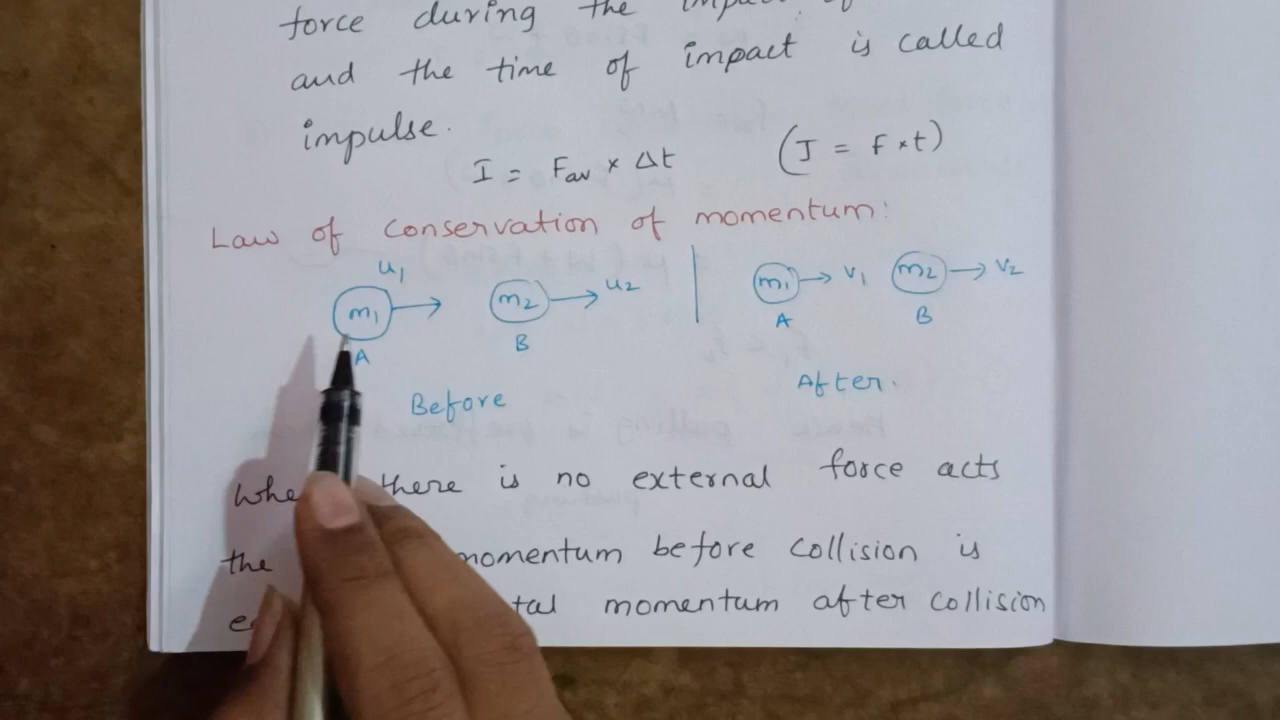 force during the
and the time of impact is called
impulse.
I = Fav × Δt (J = F × t)
Law of conservation of momentum:
u1 u2 v1 v2
m1 m2 m1 m2
A B A B
Before After.
there is no external force acts
the momentum before collision is
momentum after collision